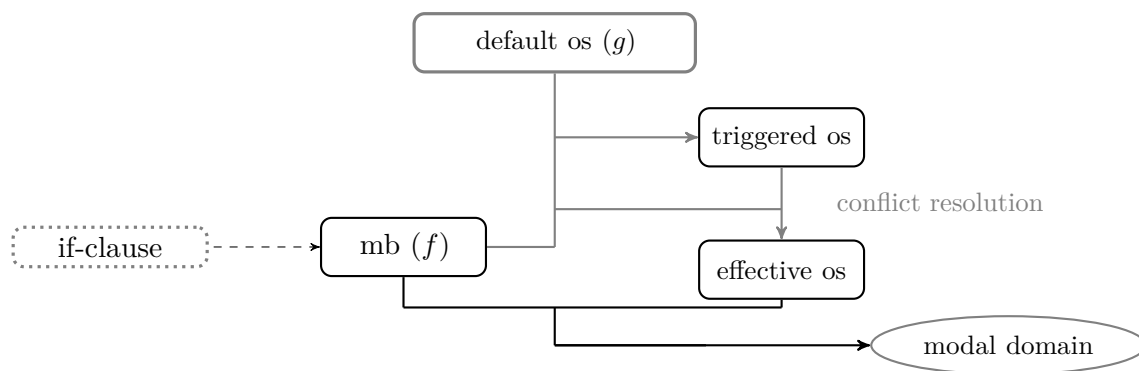 default os (g)
triggered os
conflict resolution
if-clause
mb (f)
effective os
modal domain